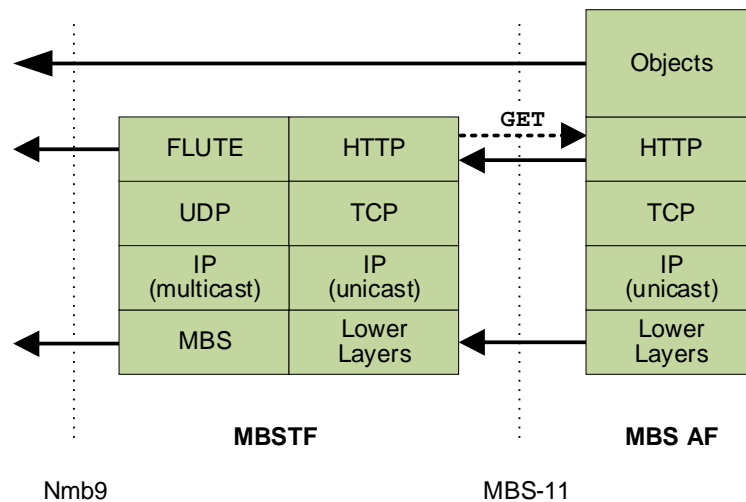 Objects
GET
FLUTE HTTP HTTP
UDP TCP TCP
IP
(multicast)
IP
(unicast)
IP
(unicast)
MBS
Lower
Layers
Lower
Layers
MBSTF MBS AF
Nmb9 MBS-11